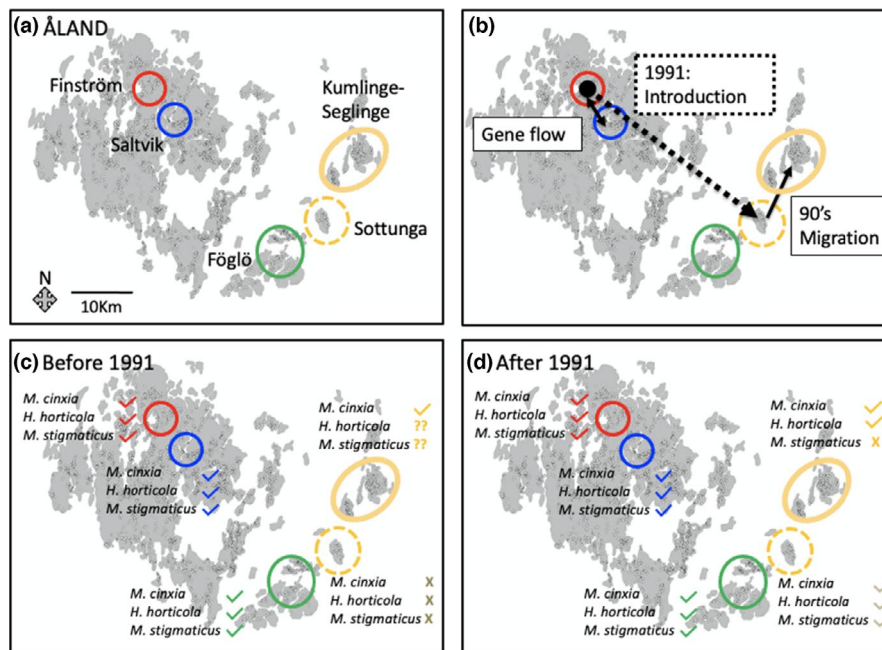 (a) ÅLAND
Finström
Saltvik
Kumlinge-
Seglinge
Sottunga
Föglö
N
10Km
(b)
1991:
Introduction
Gene flow
90's
Migration
(c) Before 1991
M. cinxia ✓
H. horticola ✓
M. stigmaticus ✓
M. cinxia ✓
H. horticola ??
M. stigmaticus ??
M. cinxia ✓
H. horticola ✓
M. stigmaticus ✓
M. cinxia ✓
H. horticola ✓
M. stigmaticus ✓
M. cinxia X
H. horticola X
M. stigmaticus X
(d) After 1991
M. cinxia ✓
H. horticola ✓
M. stigmaticus ✓
M. cinxia ✓
H. horticola ✓
M. stigmaticus X
M. cinxia ✓
H. horticola ✓
M. stigmaticus ✓
M. cinxia ✓
H. horticola ✓
M. stigmaticus ✓
M. cinxia ✓
H. horticola ✓
M. stigmaticus ✓